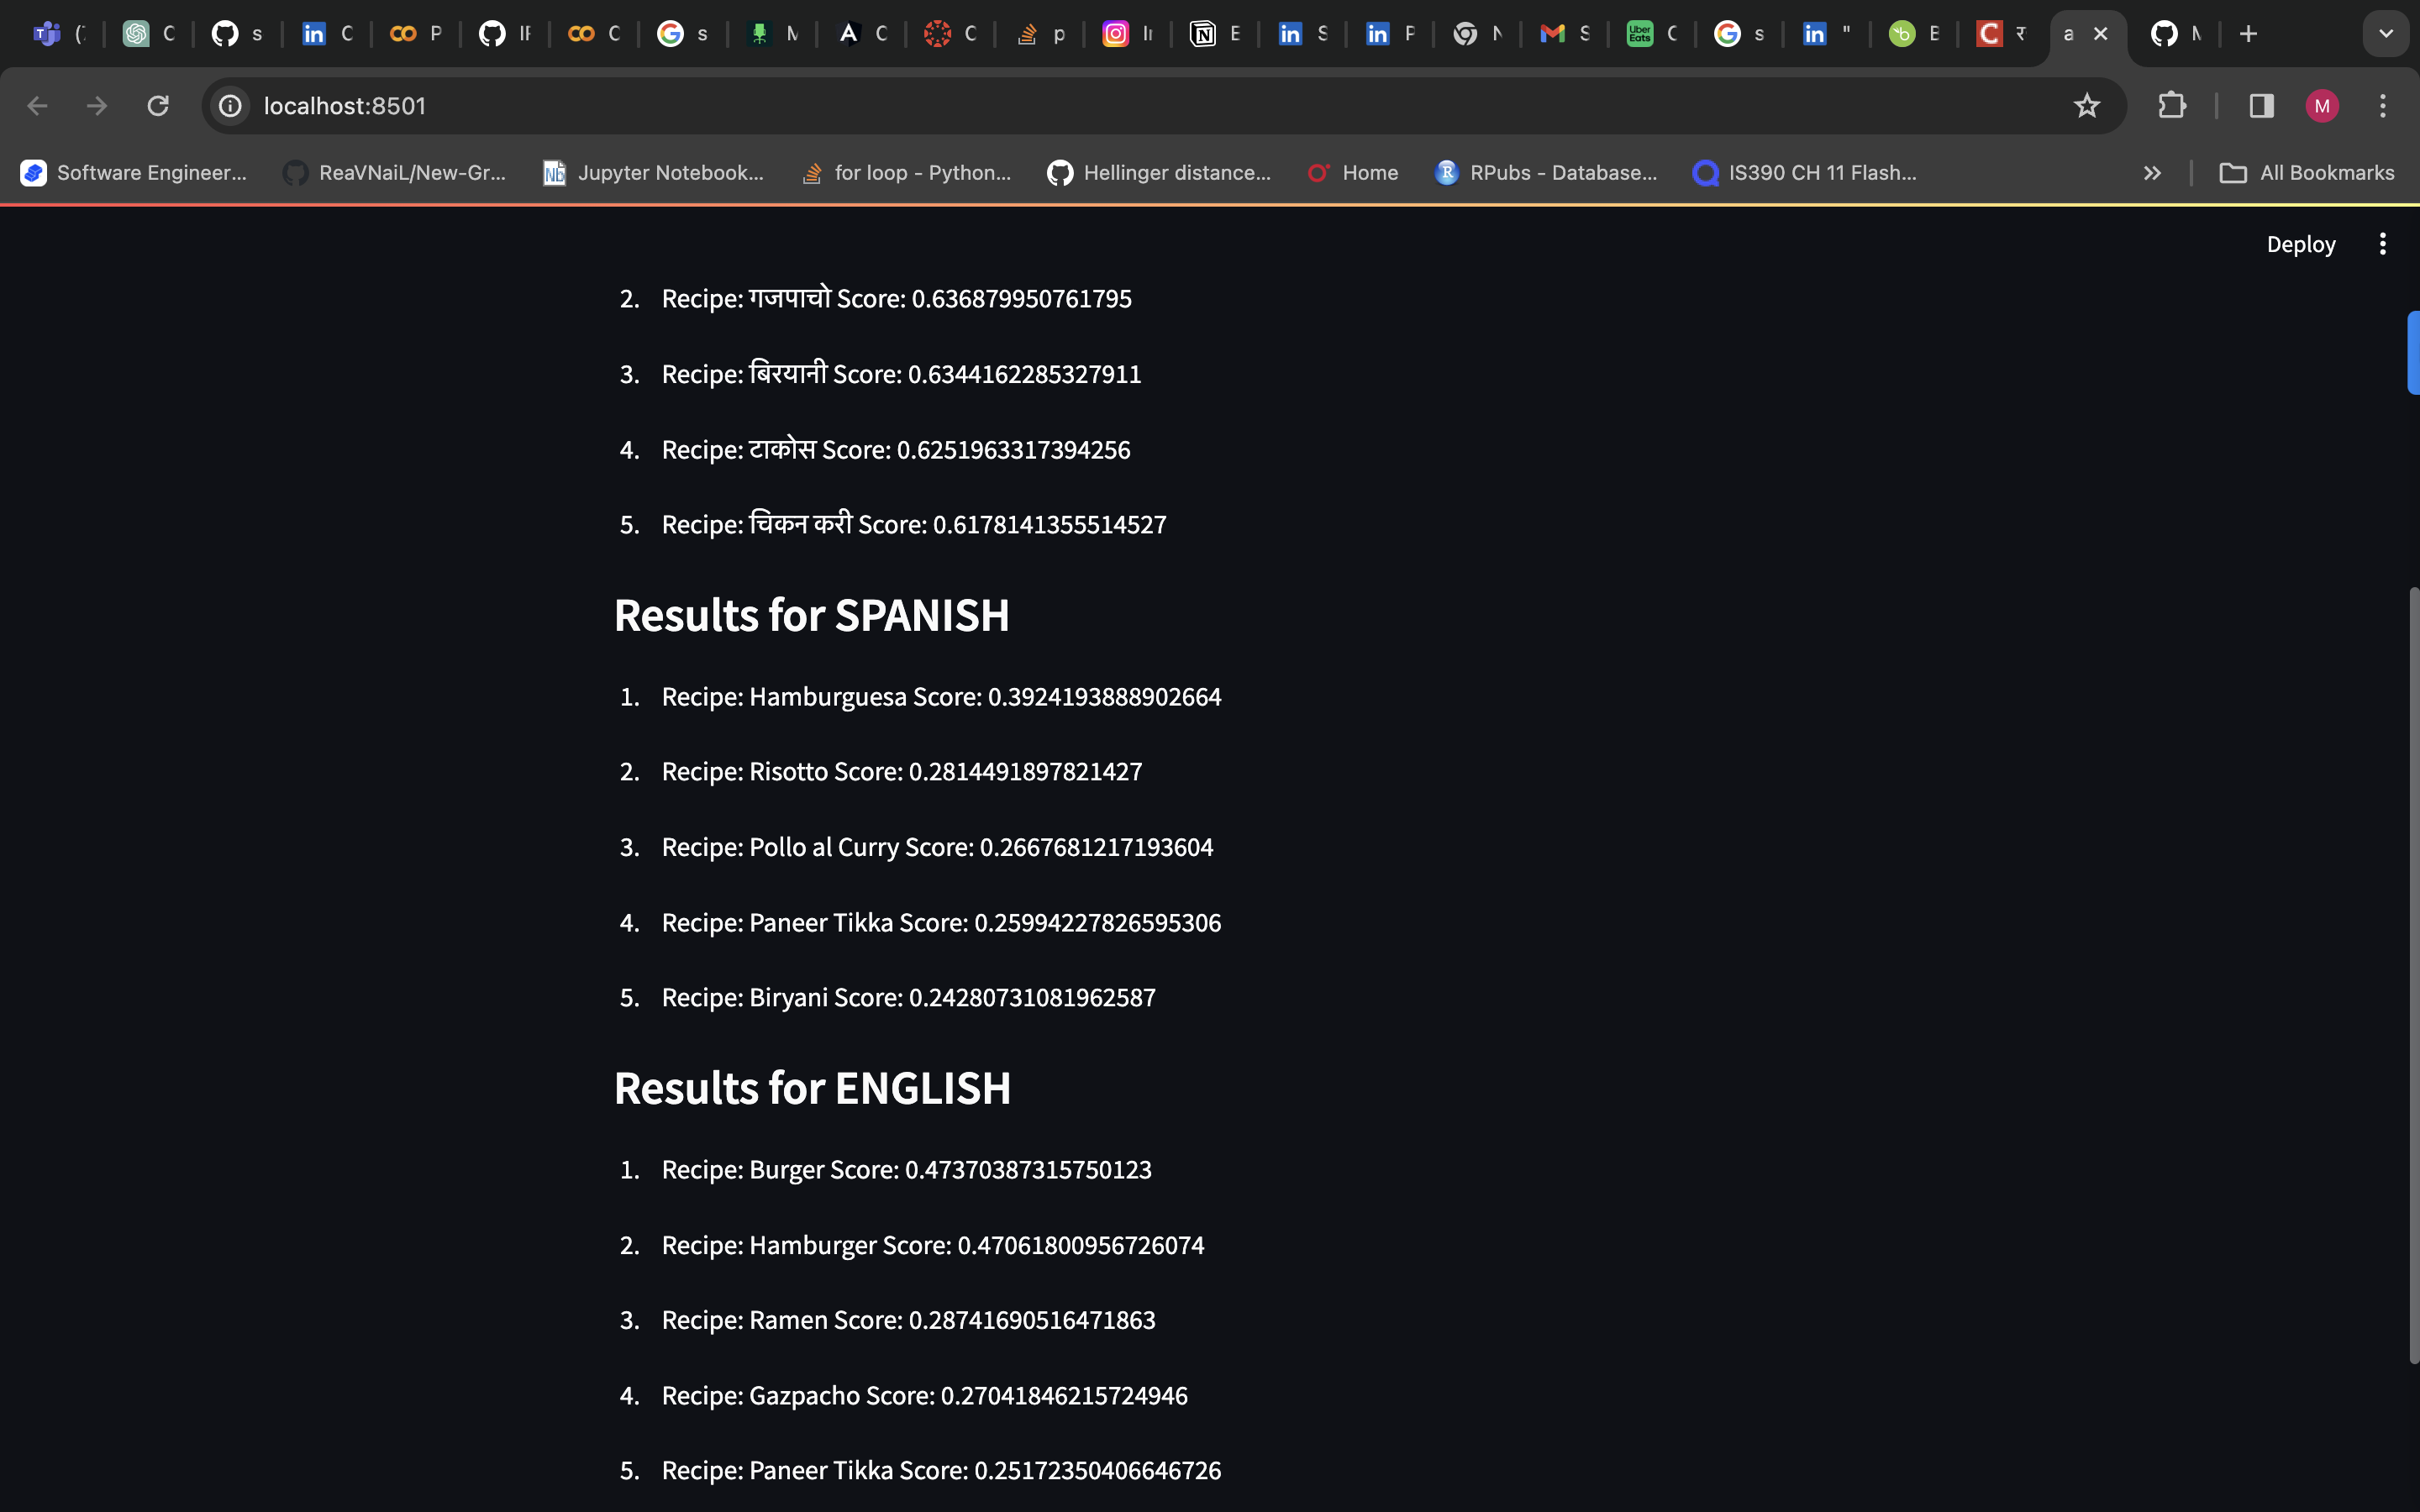 localhost:8501
Software Engineer...
ReaVNaiL/New-Gr...
Jupyter Notebook...
for loop - Python...
Hellinger distance...
Home
RPubs - Database...
IS390 CH 11 Flash...
All Bookmarks
Deploy
2. Recipe: गजपाचो Score: 0.636879950761795
3. Recipe: बिरयानी Score: 0.6344162285327911
4. Recipe: टाकोस Score: 0.6251963317394256
5. Recipe: चिकन करी Score: 0.6178141355514527
Results for SPANISH
1. Recipe: Hamburguesa Score: 0.3924193888902664
2. Recipe: Risotto Score: 0.2814491897821427
3. Recipe: Pollo al Curry Score: 0.2667681217193604
4. Recipe: Paneer Tikka Score: 0.25994227826595306
5. Recipe: Biryani Score: 0.24280731081962587
Results for ENGLISH
1. Recipe: Burger Score: 0.47370387315750123
2. Recipe: Hamburger Score: 0.47061800956726074
3. Recipe: Ramen Score: 0.28741690516471863
4. Recipe: Gazpacho Score: 0.27041846215724946
5. Recipe: Paneer Tikka Score: 0.25172350406646726